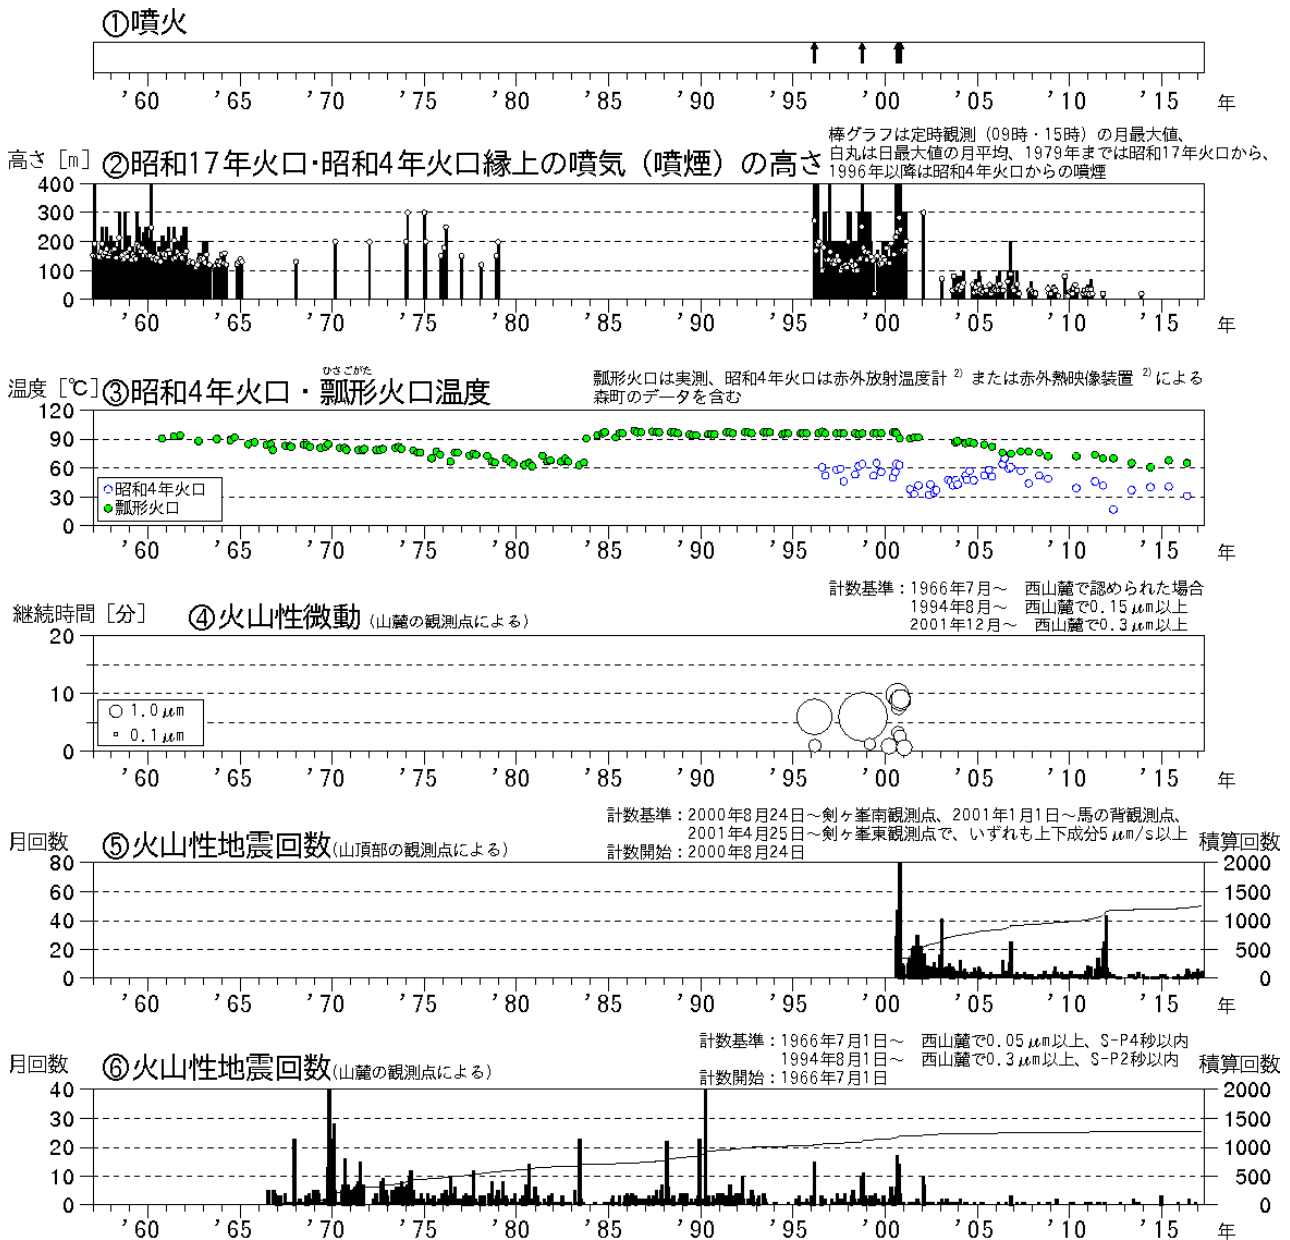 ①噴火
'60 '65 '70 '75 '80 '85 '90 '95 '00 '05 '10 '15 年
棒グラフは定時観測（09時・15時）の月最大値、
高さ［m］ ②昭和17年火口・昭和4年火口縁上の噴気（噴煙）の高さ 白丸は日最大値の月平均、1979年までは昭和17年火口から、
1996年以降は昭和4年火口からの噴煙
400
300
200
100
0
'60 '65 '70 '75 '80 '85 '90 '95 '00 '05 '10 '15 年
ひさごがた
温度［℃］ ③昭和4年火口・瓢形火口温度 瓢形火口は実測、昭和4年火口は赤外放射温度計 2) または赤外熱映像装置 2)による
森町のデータを含む
120
90
60
30
0
昭和4年火口
瓢形火口
'60 '65 '70 '75 '80 '85 '90 '95 '00 '05 '10 '15 年
計数基準：1966年7月〜 西山麓で認められた場合
1994年8月〜 西山麓で0.15μm以上
2001年12月〜 西山麓で0.3μm以上
継続時間［分］ ④火山性微動（山麓の観測点による）
20
10
0
1.0μm
0.1μm
'60 '65 '70 '75 '80 '85 '90 '95 '00 '05 '10 '15 年
計数基準：2000年8月24日〜剣ヶ峯南観測点、2001年1月1日〜馬の背観測点、
2001年4月25日〜剣ヶ峯東観測点で、いずれも上下成分5μm/s以上
計数開始：2000年8月24日
月回数 ⑤火山性地震回数(山頂部の観測点による) 積算回数
80 2000
60 1500
40 1000
20 500
0 0
'60 '65 '70 '75 '80 '85 '90 '95 '00 '05 '10 '15 年
計数基準：1966年7月1日〜 西山麓で0.05μm以上、S-P4秒以内
1994年8月1日〜 西山麓で0.3μm以上、S-P2秒以内
計数開始：1966年7月1日
月回数 ⑥火山性地震回数(山麓の観測点による) 積算回数
40 2000
30 1500
20 1000
10 500
0 0
'60 '65 '70 '75 '80 '85 '90 '95 '00 '05 '10 '15 年